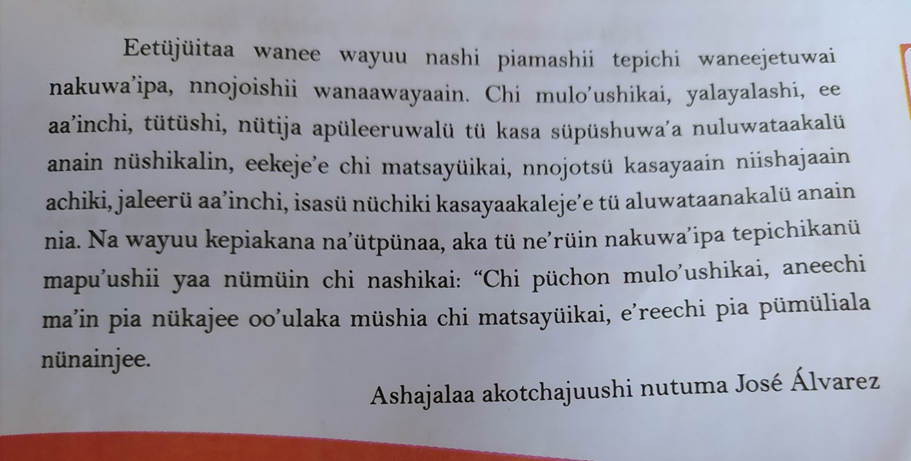 Eetüjüitaa wanee wayuu nashi piamashii tepichi waneejetuwai
nakuwa'ipa, nnojoishii wanaawayaain. Chi mulo'ushikai, yalayalashi, ee
aa'inchi, tütüshi, nütija apüleeruwalü tü kasa süpüshuwa'a nuluwataakalü
anain nüshikalin, eekeje'e chi matsayüikai, nnojotsü kasayaain niishajaain
achiki, jaleerü aa'inchi, isasü nüchiki kasayaakaleje'e tü aluwataanakalü anain
nia. Na wayuu kepiakana na'ütpünaa, aka tü ne'rüin nakuwa'ipa tepichikanü
mapu'ushii yaa nümüin chi nashikai: “Chi püchon mulo'ushikai, aneechi
ma'in pia nükajee oo'ulaka müshia chi matsayüikai, e'reechi pia pümüliala
nünainjee.
Ashajalaa akotchajuushi nutuma José Álvarez